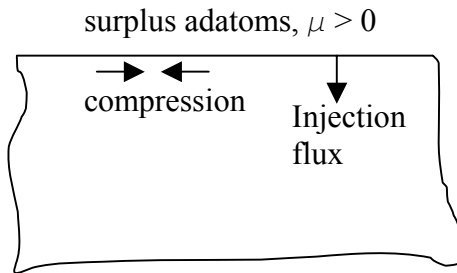 surplus adatoms, μ > 0
compression
Injection
flux